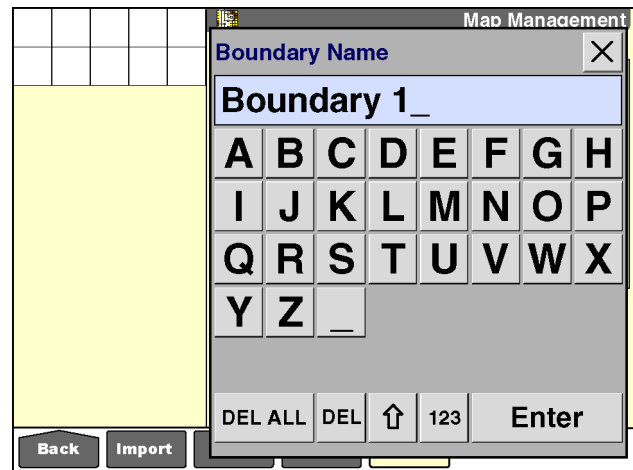 Map Management
Boundary Name
Boundary 1_
A B C D E F G H
I J K L M N O P
Q R S T U V W X
Y Z _
DEL ALL DEL 123 Enter
Back Import